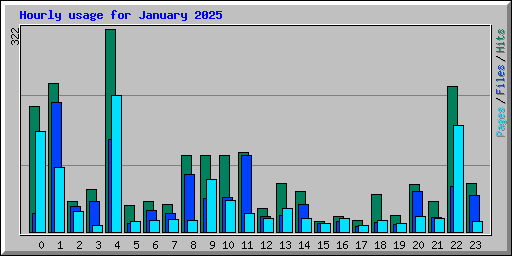 Hourly usage for January 2025
322
Pages/Files/Hits
0 1 2 3 4 5 6 7 8 9 10 11 12 13 14 15 16 17 18 19 20 21 22 23